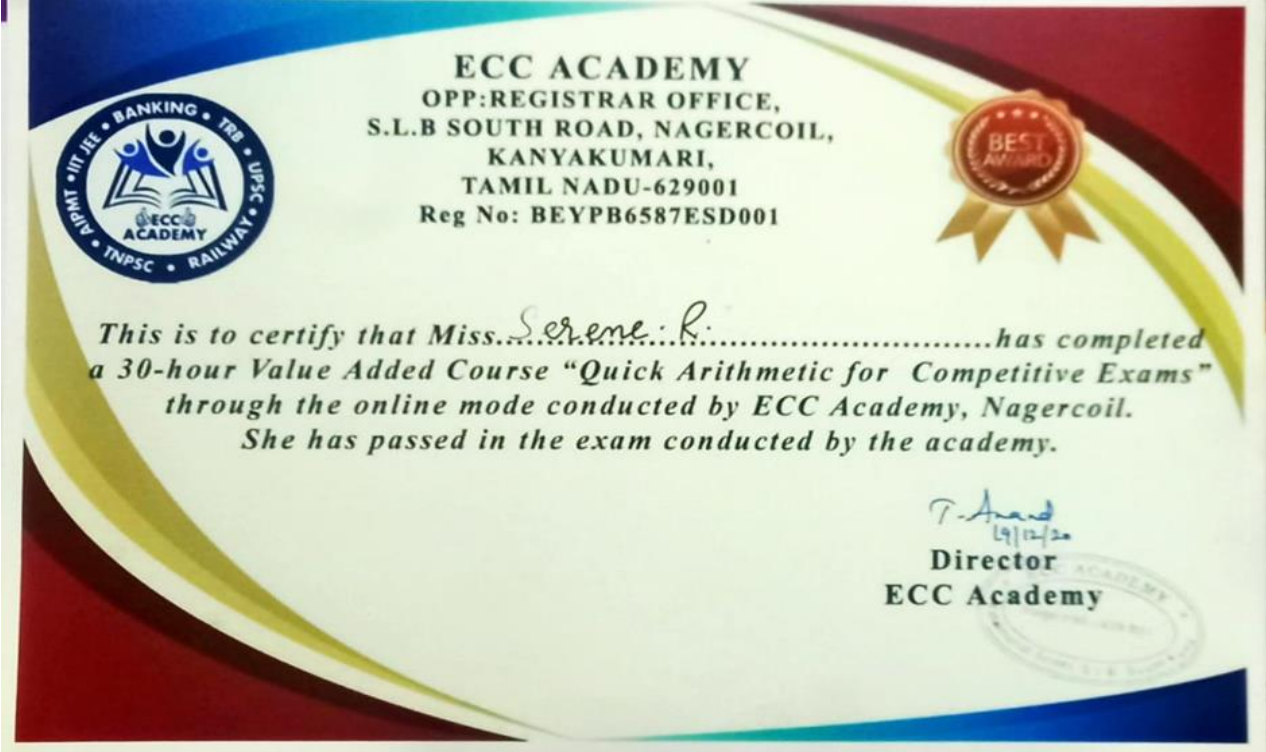 ECC ACADEMY
OPP:REGISTRAR OFFICE,
S.L.B SOUTH ROAD, NAGERCOIL,
KANYAKUMARI,
TAMIL NADU-629001
Reg No: BEYPB6587ESD001
AIPMT • IIT JEE • BANKING • TRB • UPSC • RAILWAY • TNPSC •
ECC
ACADEMY
BEST
AWARD
This is to certify that Miss..Serene. R.......................................has completed
a 30-hour Value Added Course “Quick Arithmetic for Competitive Exams”
through the online mode conducted by ECC Academy, Nagercoil.
She has passed in the exam conducted by the academy.
T-Anand
19/12/20
Director
ECC Academy
ECC ACADEMY